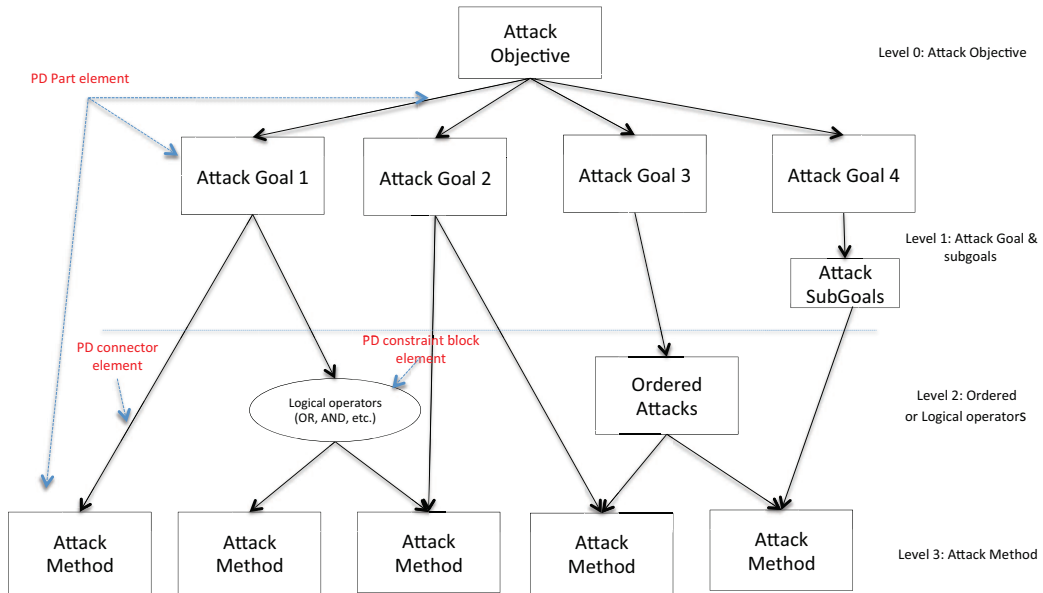 Attack
Objective
Level 0: Attack Objective
PD Part element
Attack Goal 1
Attack Goal 2
Attack Goal 3
Attack Goal 4
Level 1: Attack Goal &
subgoals
Attack
SubGoals
PD connector
element
PD constraint block
element
Logical operators
(OR, AND, etc.)
Ordered
Attacks
Level 2: Ordered
or Logical operators
Attack
Method
Attack
Method
Attack
Method
Attack
Method
Attack
Method
Level 3: Attack Method